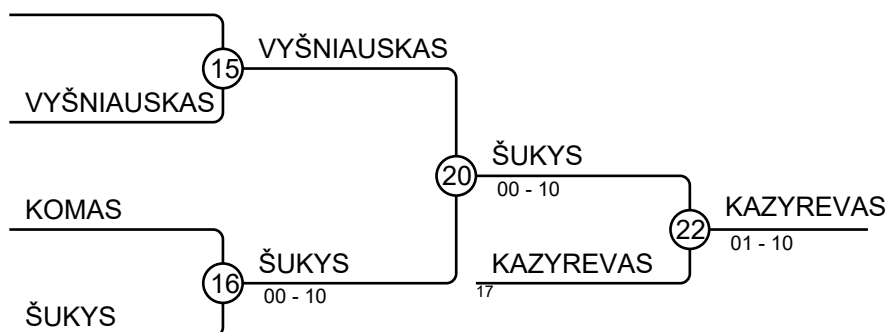 15
VYŠNIAUSKAS
VYŠNIAUSKAS
20
ŠUKYS
00 - 10
KOMAS
22
KAZYREVAS
01 - 10
16
ŠUKYS
00 - 10
KAZYREVAS
17
ŠUKYS